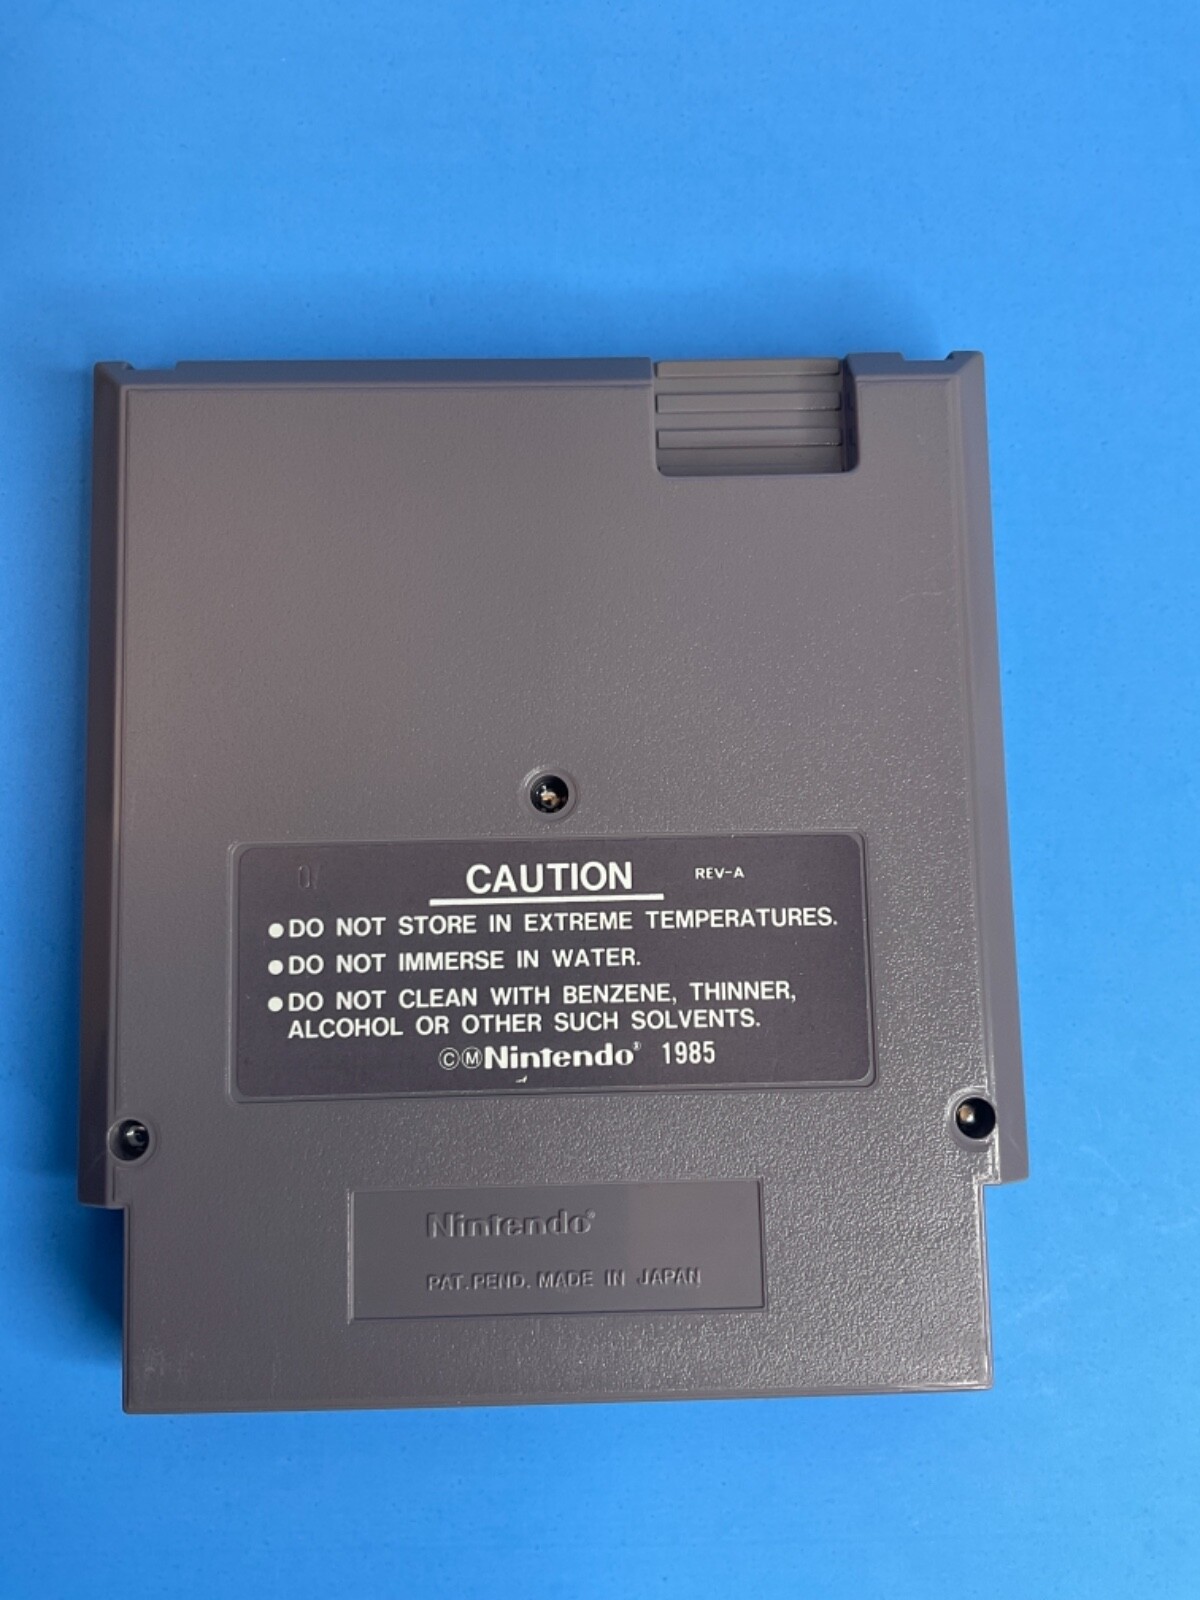 CAUTION REV-A
●DO NOT STORE IN EXTREME TEMPERATURES.
●DO NOT IMMERSE IN WATER.
●DO NOT CLEAN WITH BENZENE, THINNER,
ALCOHOL OR OTHER SUCH SOLVENTS.
ⒸⓂNintendo® 1985
Nintendo®
PAT. PEND. MADE IN JAPAN